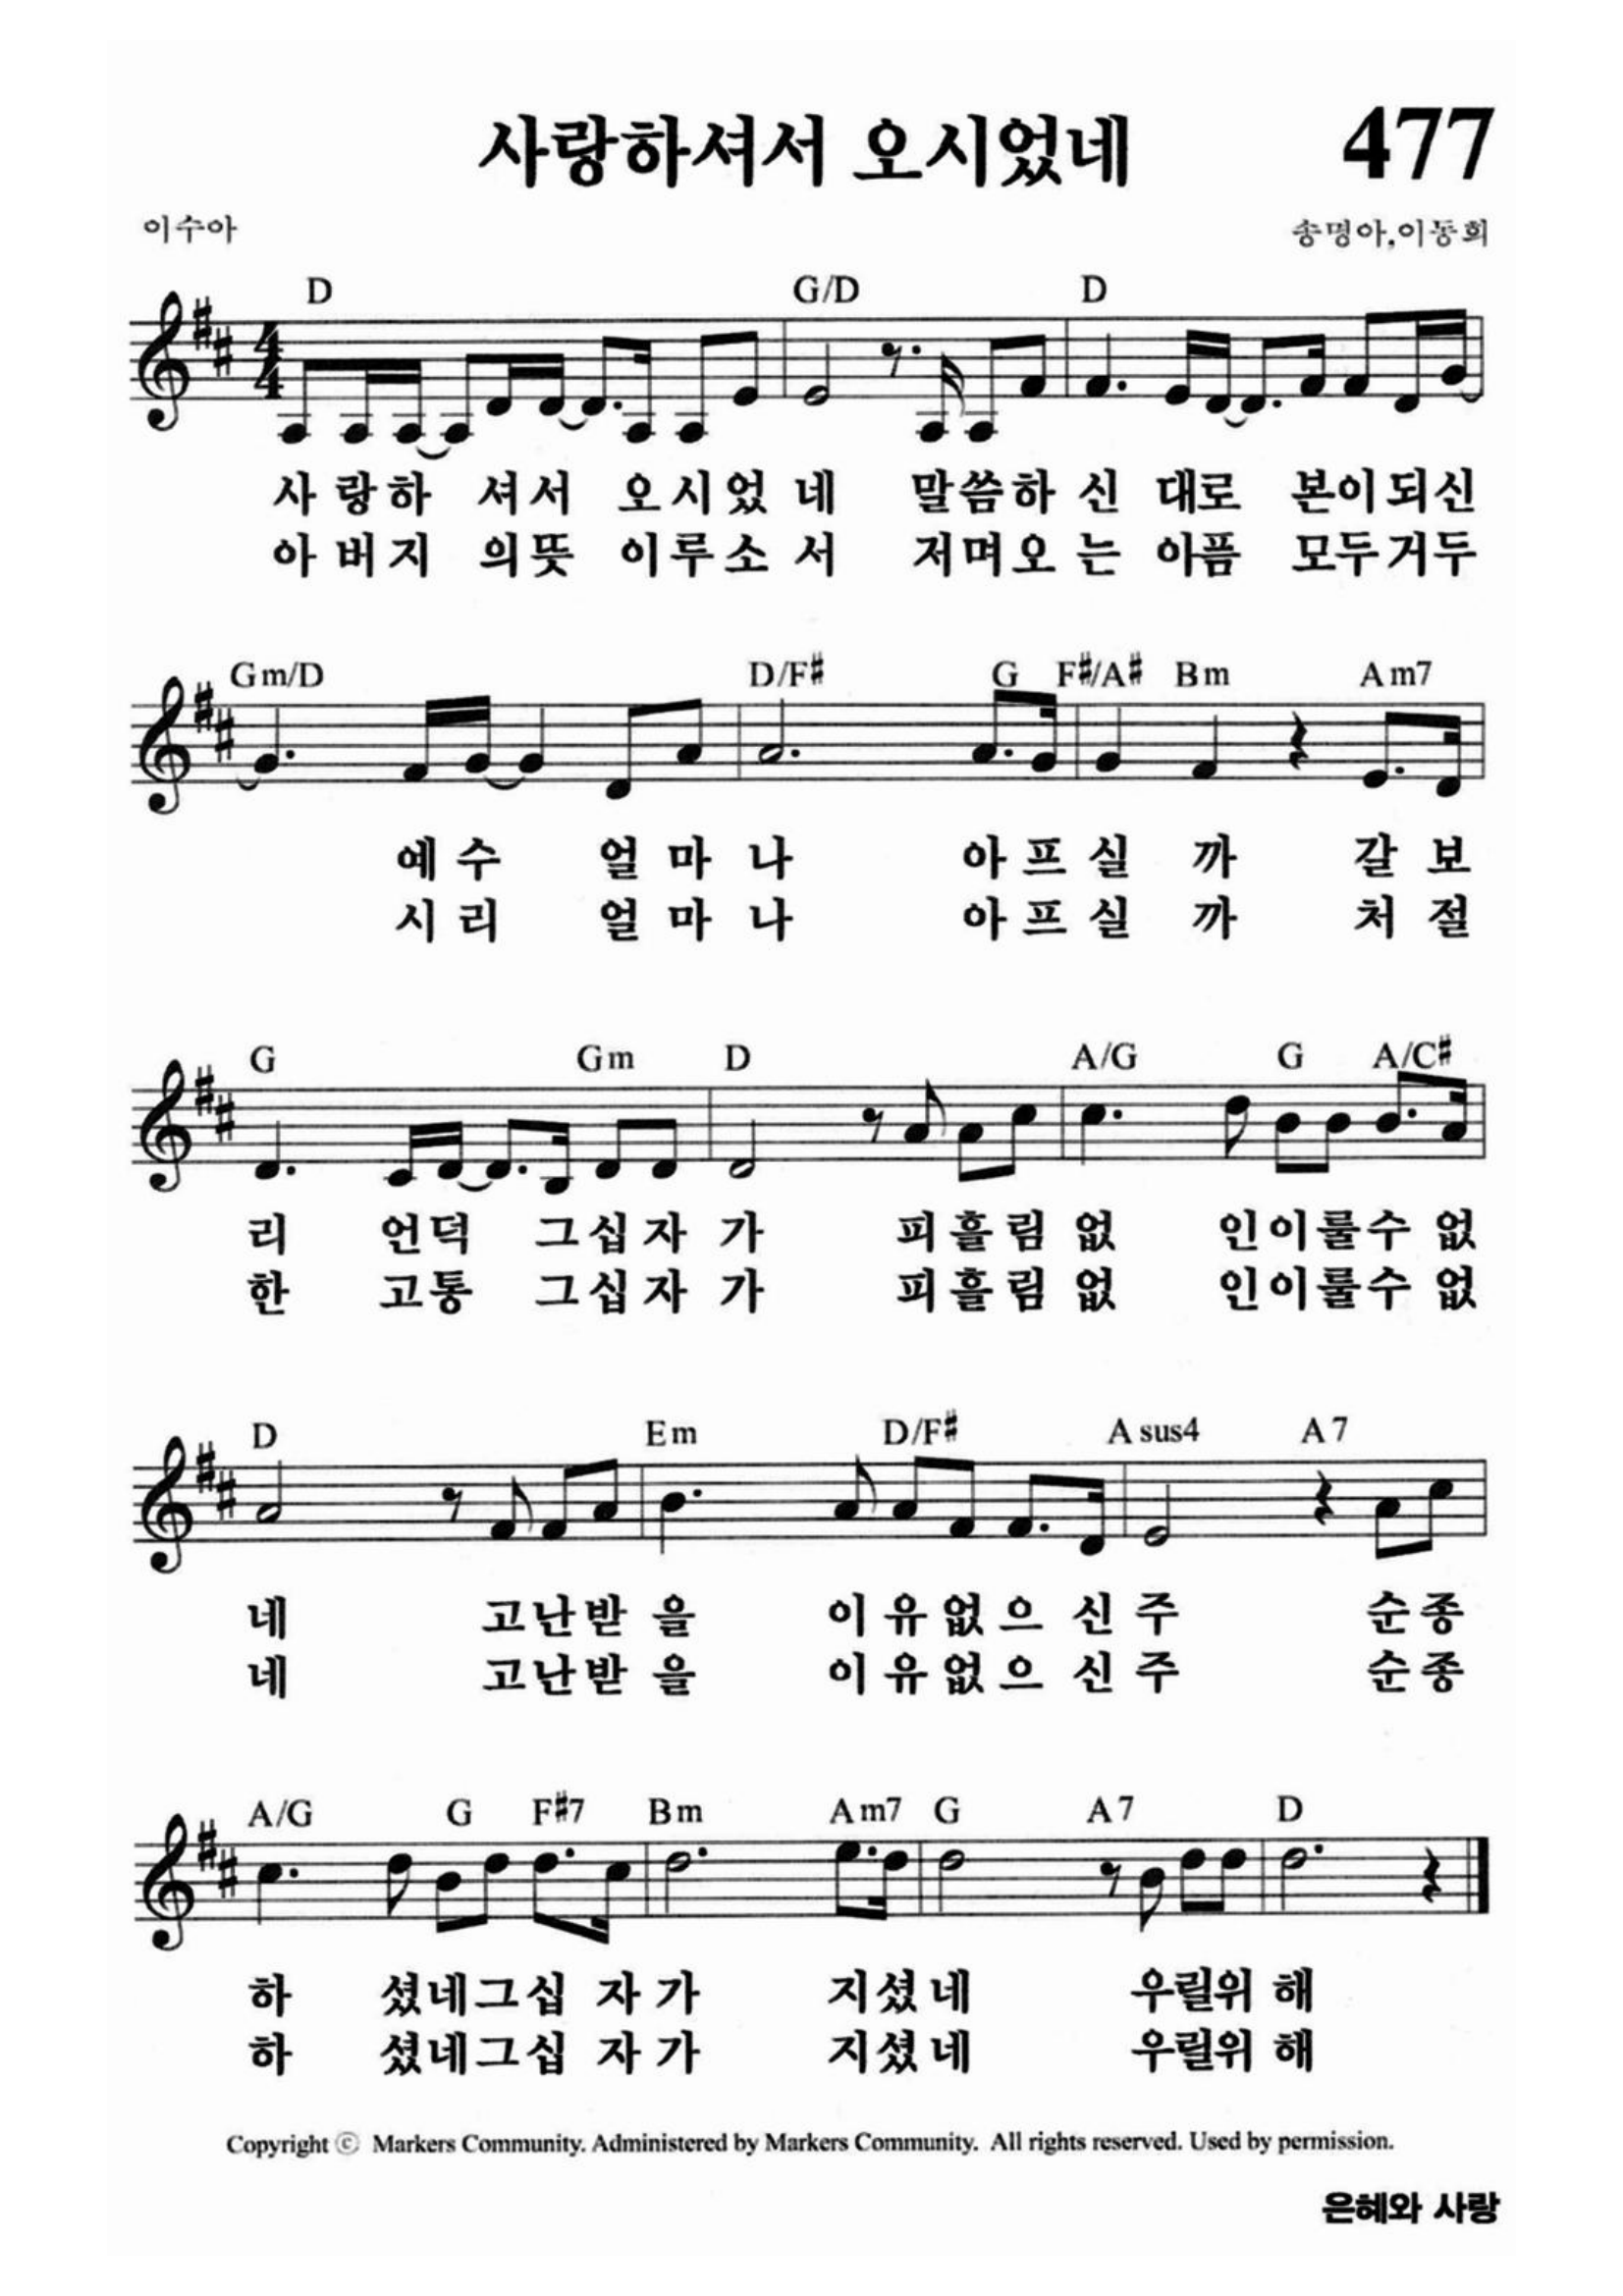 사랑하셔서 오시었네 477
이수아 송명아,이동희
D G/D D
사랑하 셔서 오시었네 말씀하신 대로 본이되신
아버지 의뜻 이루소서 저며오는 아픔 모두거두
Gm/D D/F# G F#/A# Bm Am7
예수 얼마나 아프실까 갈보
시리 얼마나 아프실까 처절
G Gm D A/G G A/C#
리 언덕 그십자가 피흘림없 인이룰수없
한 고통 그십자가 피흘림없 인이룰수없
D Em D/F# Asus4 A7
네 고난받을 이유없으신주 순종
네 고난받을 이유없으신주 순종
A/G G F#7 Bm Am7 G A7 D
하 셨네그십자가 지셨네 우릴위해
하 셨네그십자가 지셨네 우릴위해
Copyright ⓒ Markers Community. Administered by Markers Community. All rights reserved. Used by permission.
은혜와 사랑